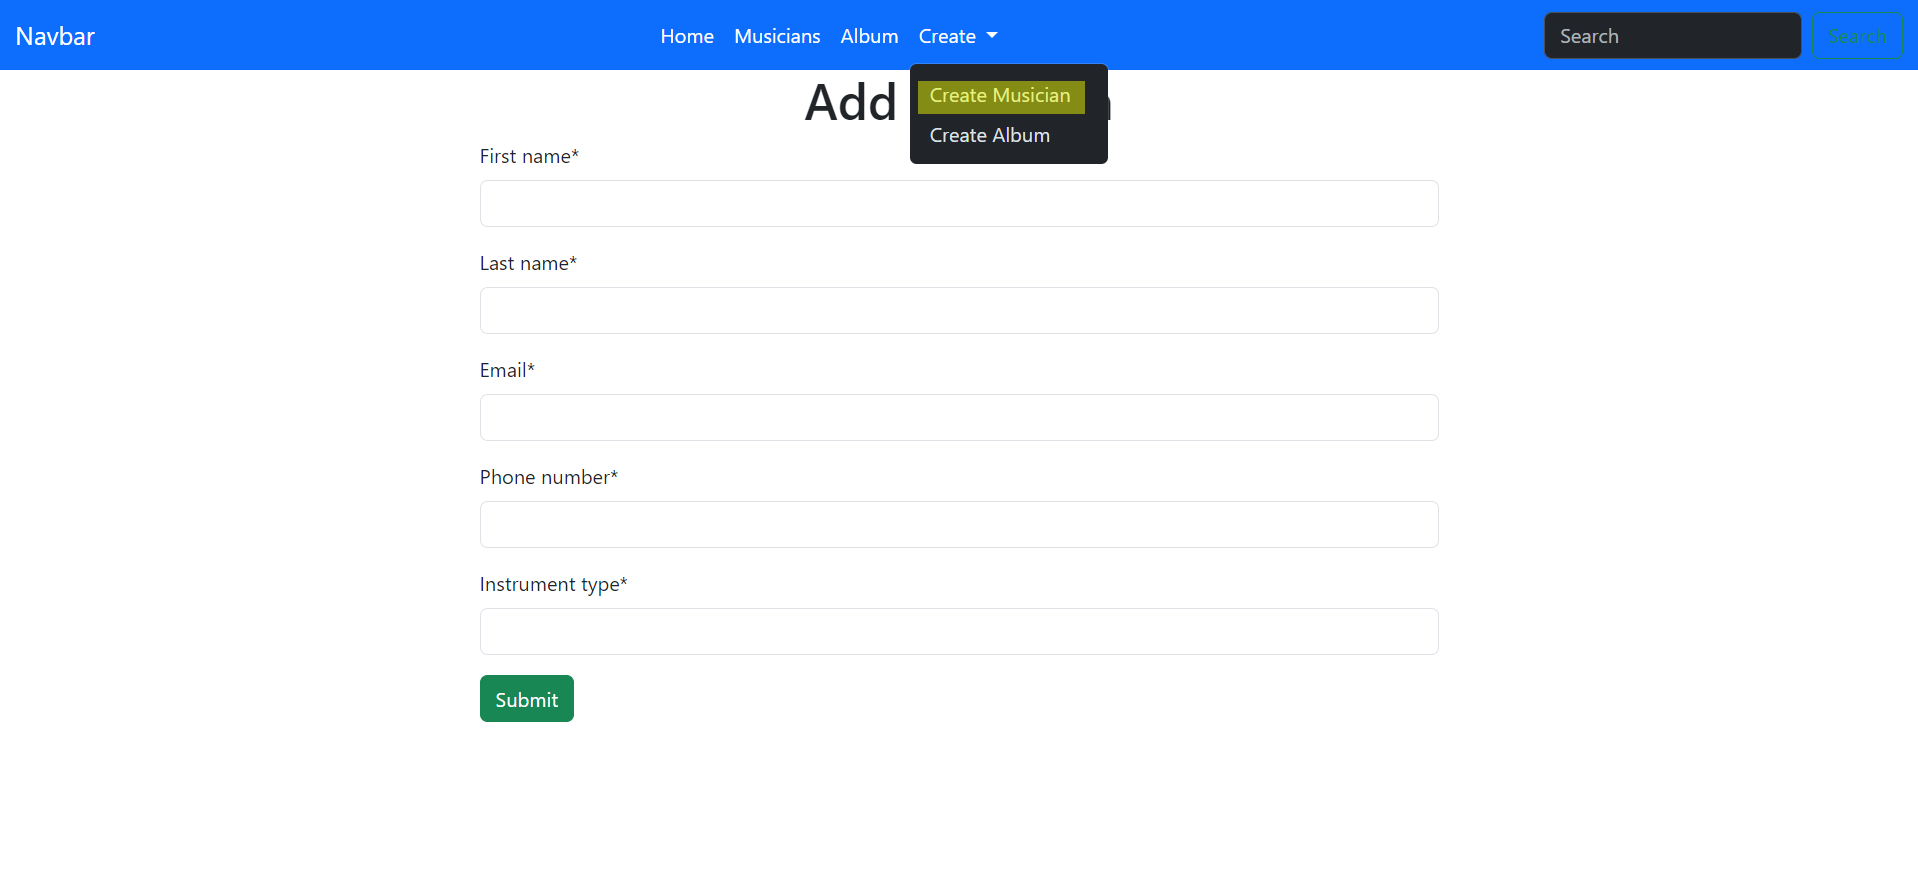 Navbar Home Musicians Album Create Search Search
Create Musician
Add
Create Album
First name*
Last name*
Email*
Phone number*
Instrument type*
Submit